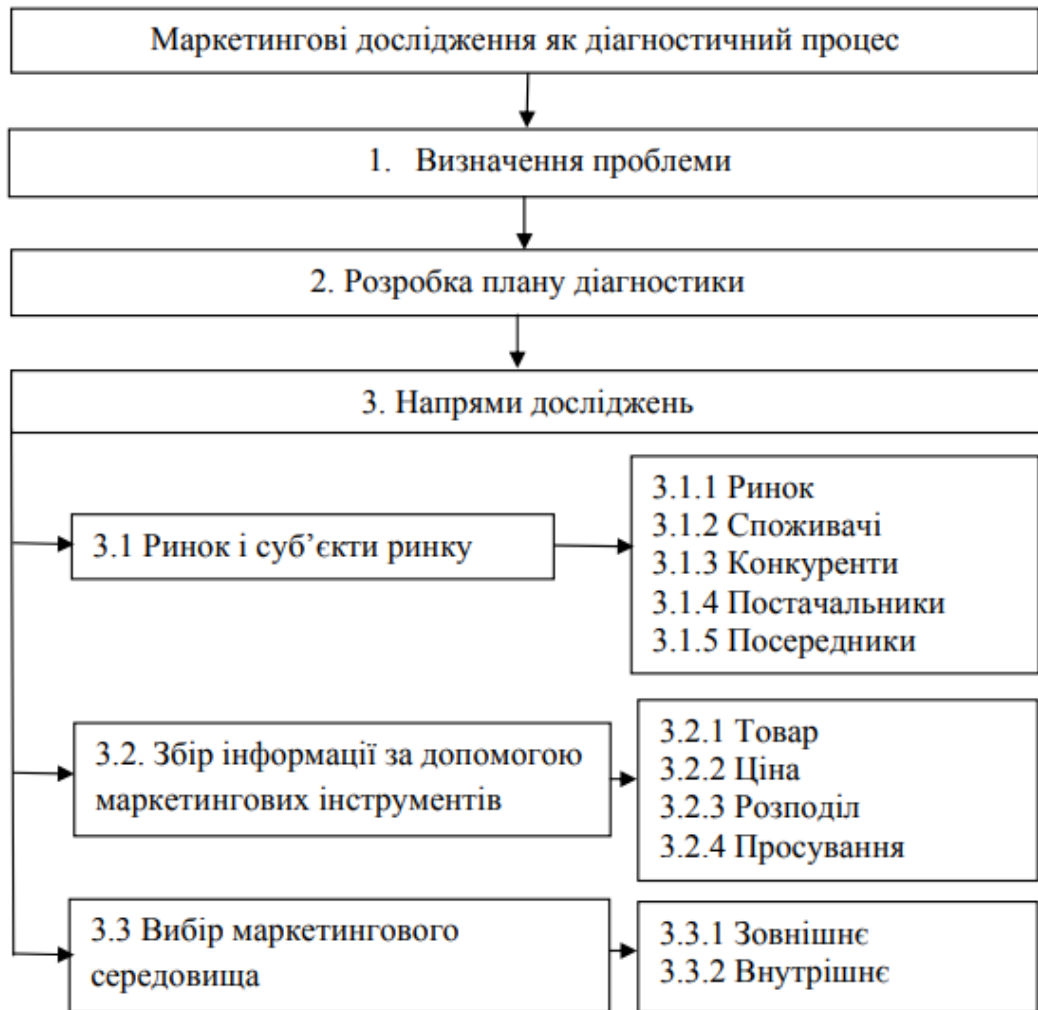 Маркетингові дослідження як діагностичний процес
1. Визначення проблеми
2. Розробка плану діагностики
3. Напрями досліджень
3.1 Ринок і суб’єкти ринку
3.1.1 Ринок
3.1.2 Споживачі
3.1.3 Конкуренти
3.1.4 Постачальники
3.1.5 Посередники
3.2. Збір інформації за допомогою
маркетингових інструментів
3.2.1 Товар
3.2.2 Ціна
3.2.3 Розподіл
3.2.4 Просування
3.3 Вибір маркетингового
середовища
3.3.1 Зовнішнє
3.3.2 Внутрішнє